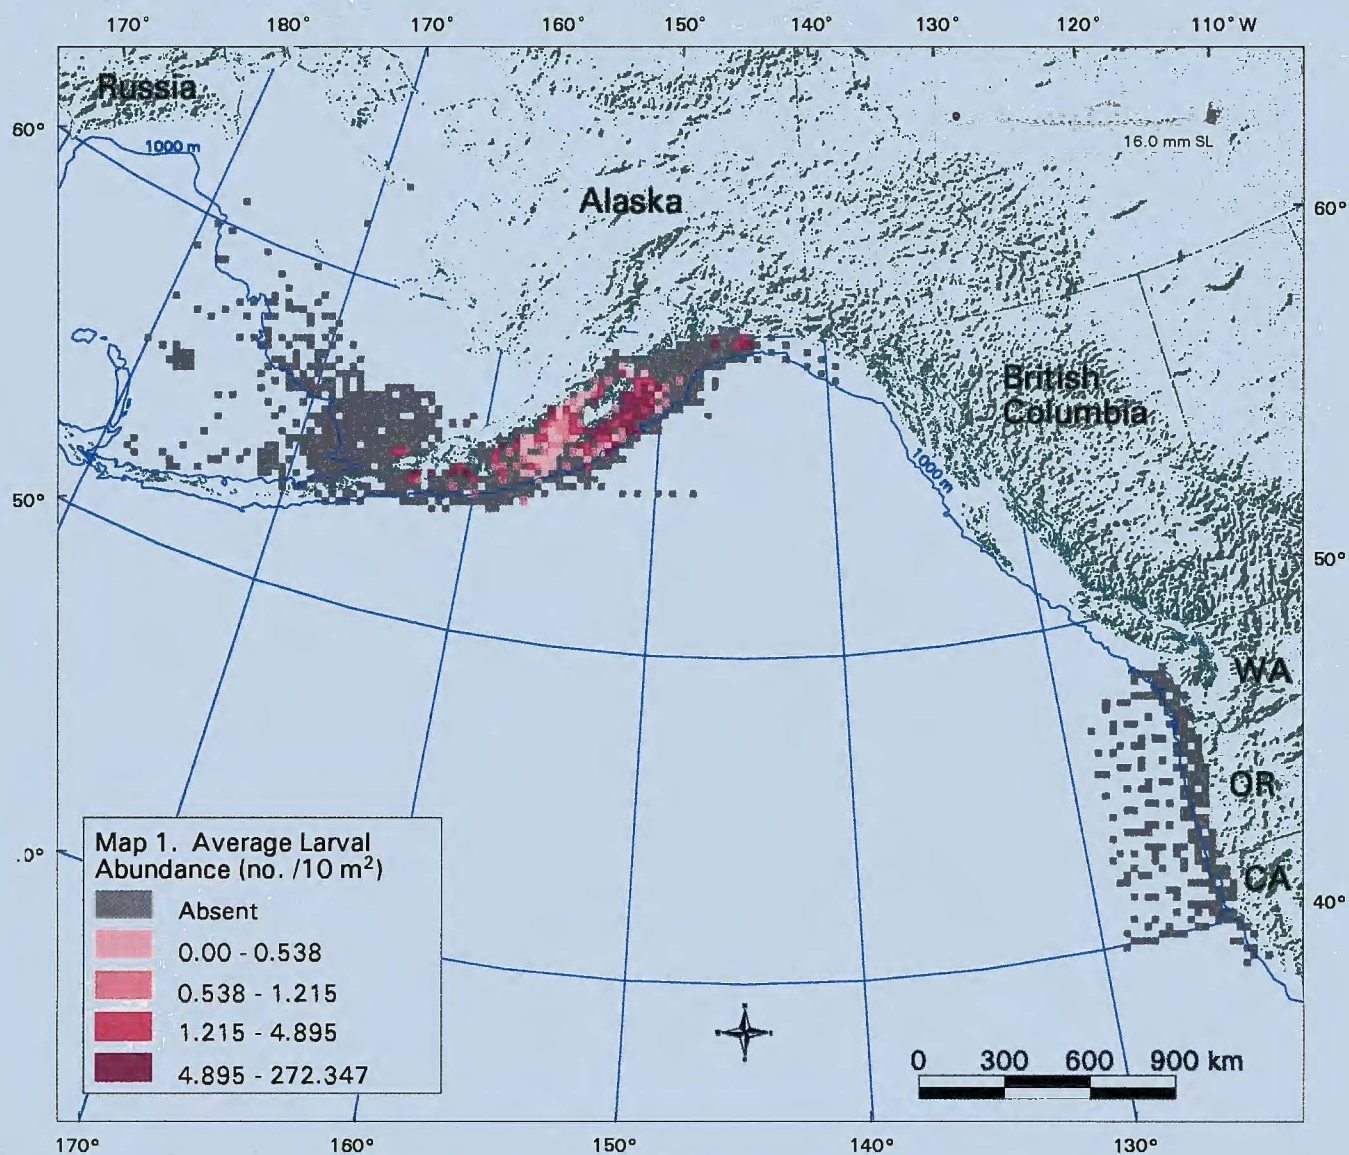 170° 180° 170° 160° 150° 140° 130° 120° 110° W
Russia
60°
1000 m
16.0 mm SL
Alaska
60°
British
Columbia
1000 m
50°
50°
WA
OR
CA
.0°
40°
Map 1. Average Larval
Abundance (no. /10 m²)
Absent
0.00 - 0.538
0.538 - 1.215
1.215 - 4.895
4.895 - 272.347
0 300 600 900 km
170° 160° 150° 140° 130°